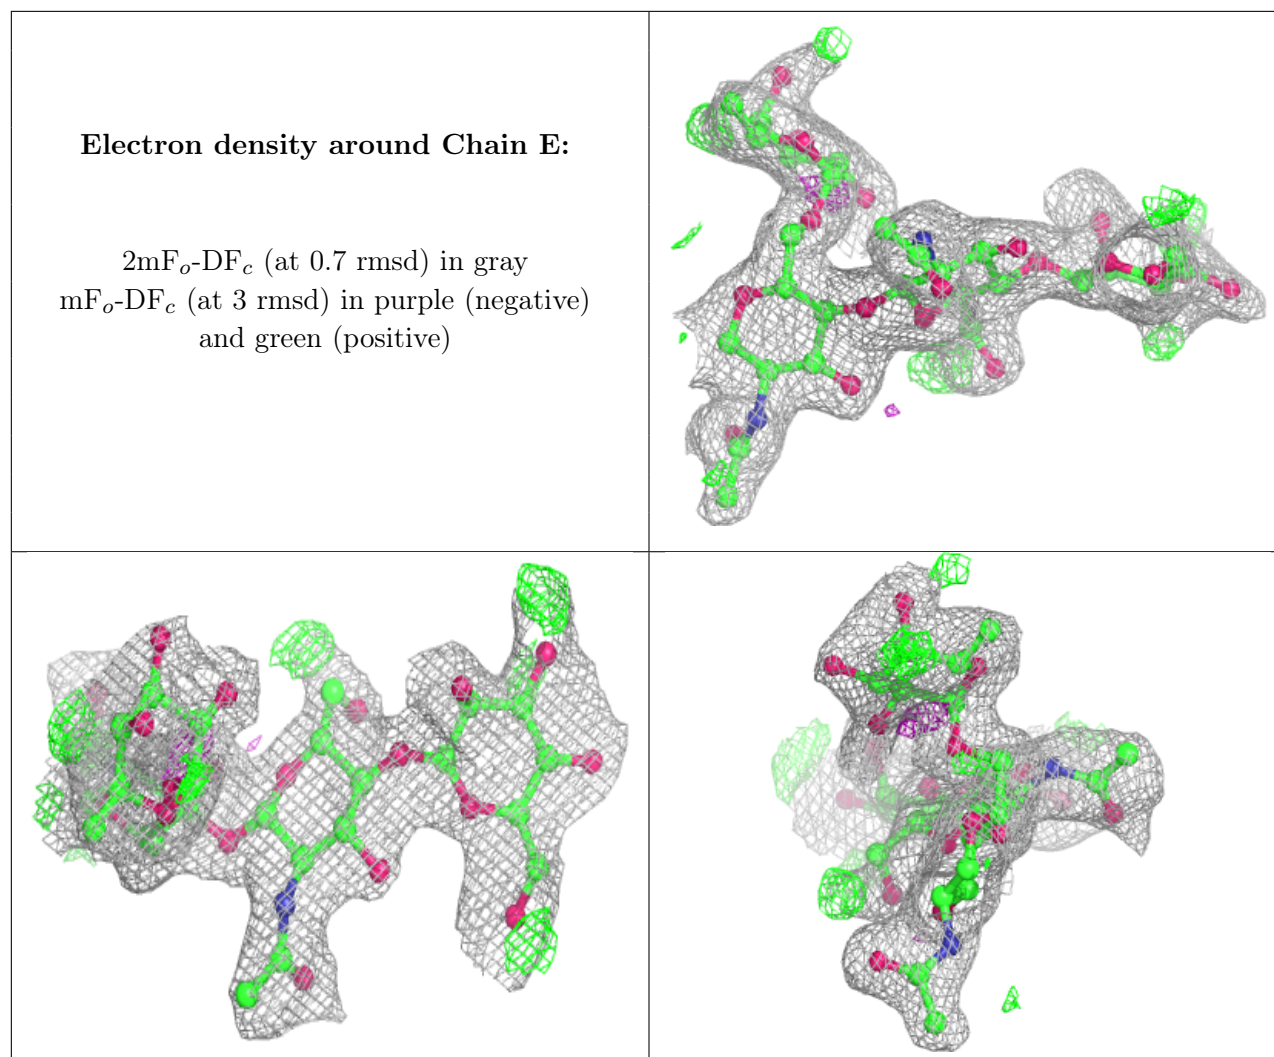 Electron density around Chain E:
2mFₒ-DF𝒸 (at 0.7 rmsd) in gray
mFₒ-DF𝒸 (at 3 rmsd) in purple (negative)
and green (positive)